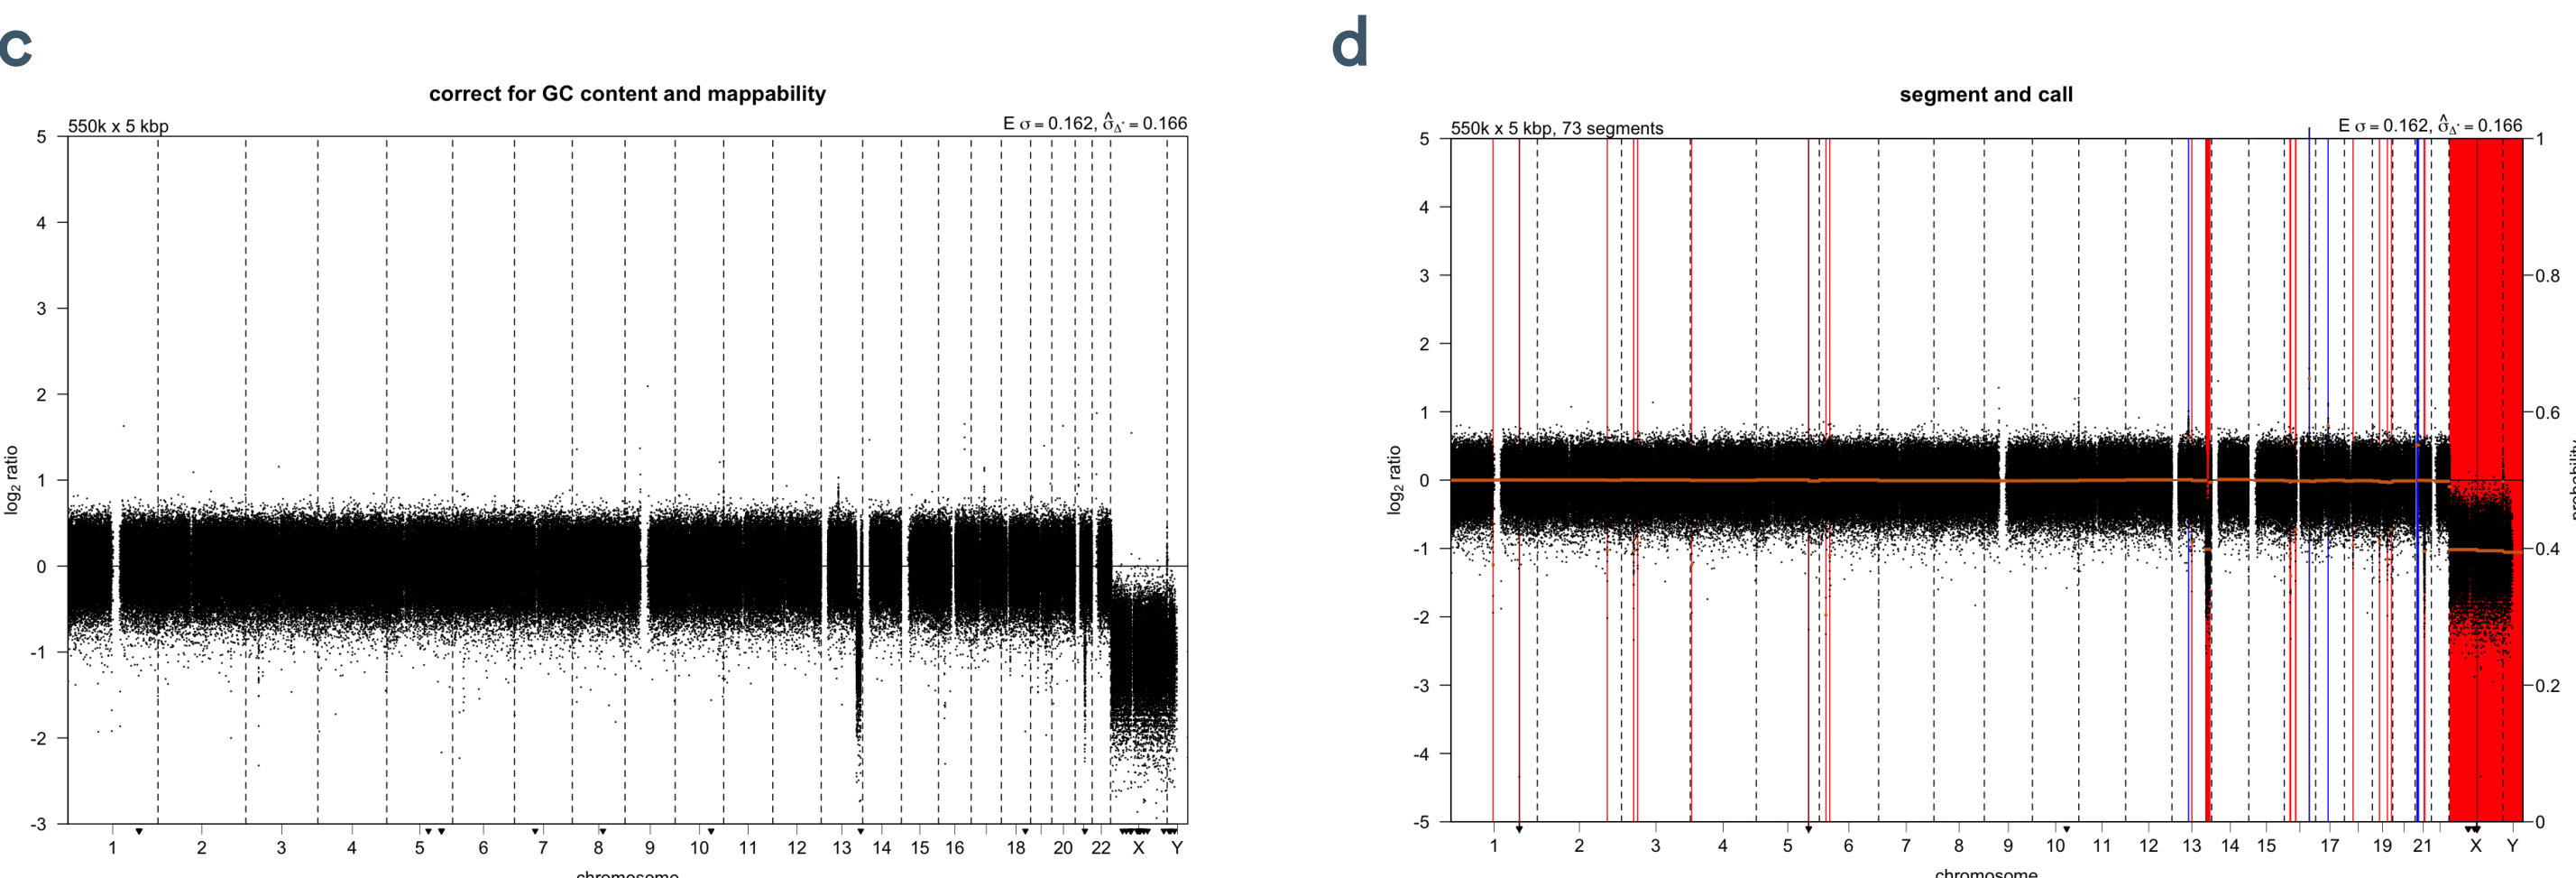 c
correct for GC content and mappability
550k x 5 kbp
E σ = 0.162, σ̂Δ* = 0.166
5
4
3
2
1
0
-1
-2
-3
log2 ratio
1 2 3 4 5 6 7 8 9 10 11 12 13 14 15 16 18 20 22 X Y
chromosome
d
segment and call
550k x 5 kbp, 73 segments
E σ = 0.162, σ̂Δ* = 0.166
5
4
3
2
1
0
-1
-2
-3
-4
-5
log2 ratio
1
0.8
0.6
0.4
0.2
0
probability
1 2 3 4 5 6 7 8 9 10 11 12 13 14 15 17 19 21 X Y
chromosome